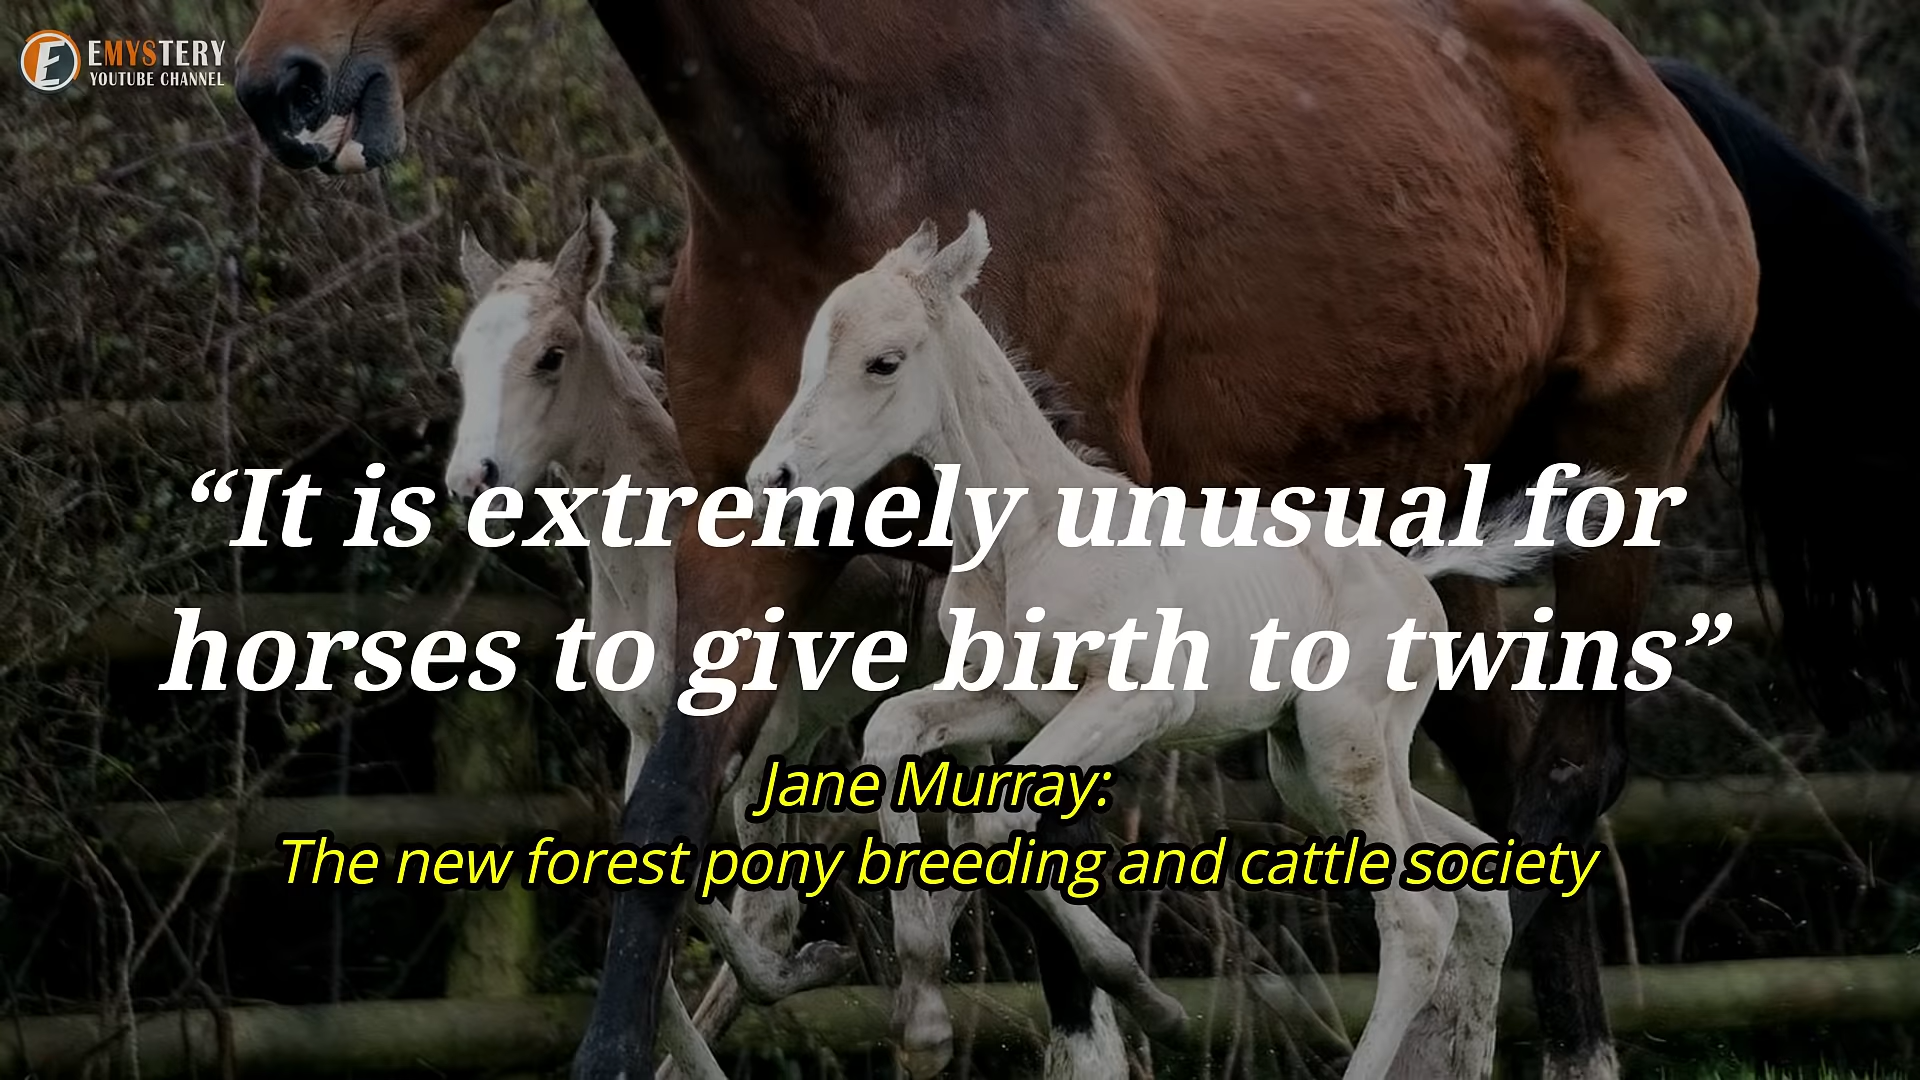 EMYSTERY
YOUTUBE CHANNEL
“It is extremely unusual for
horses to give birth to twins”
Jane Murray:
The new forest pony breeding and cattle society